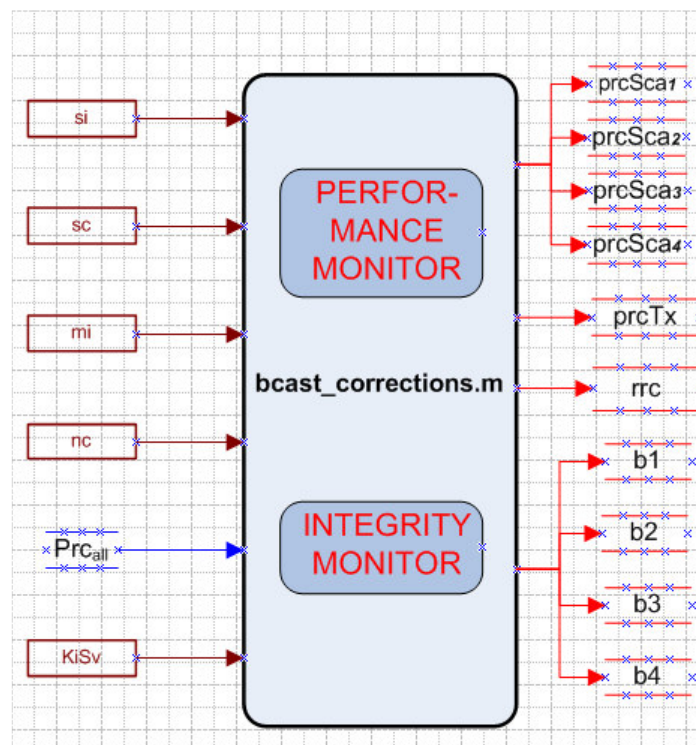 si
sc
mi
nc
Prcall
KiSv
PERFOR-
MANCE
MONITOR
bcast_corrections.m
INTEGRITY
MONITOR
prcSca1
prcSca2
prcSca3
prcSca4
prcTx
rrc
b1
b2
b3
b4